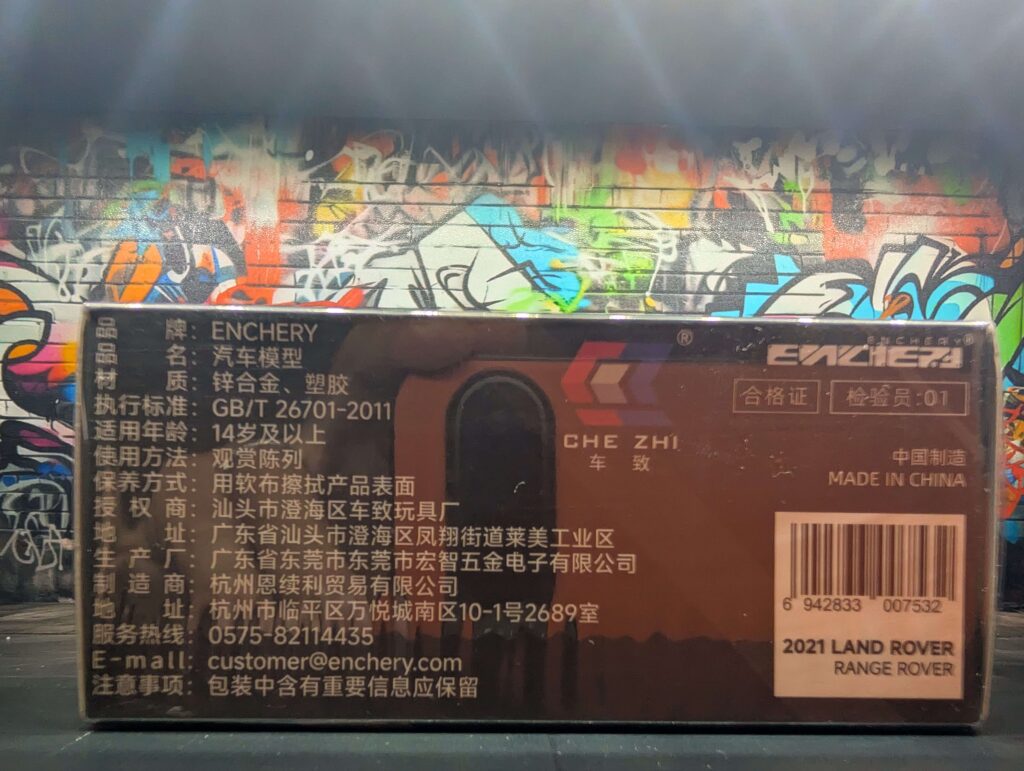 品 牌: ENCHERY
品 名: 汽车模型
材 质: 锌合金、塑胶
执行标准: GB/T 26701-2011
适用年龄: 14岁及以上
使用方法: 观赏陈列
保养方式: 用软布擦拭产品表面
授 权 商: 汕头市澄海区车致玩具厂
地 址: 广东省汕头市澄海区凤翔街道莱美工业区
生 产 厂: 广东省东莞市东莞市宏智五金电子有限公司
制 造 商: 杭州恩续利贸易有限公司
地 址: 杭州市临平区万悦城南区10-1号2689室
服务热线: 0575-82114435
E-mall: customer@enchery.com
注意事项: 包装中含有重要信息应保留
®
CHE ZHI
车 致
ENCHERY®
ENCHERY
合格证
检验员:01
中国制造
MADE IN CHINA
6 942833 007532
2021 LAND ROVER
RANGE ROVER